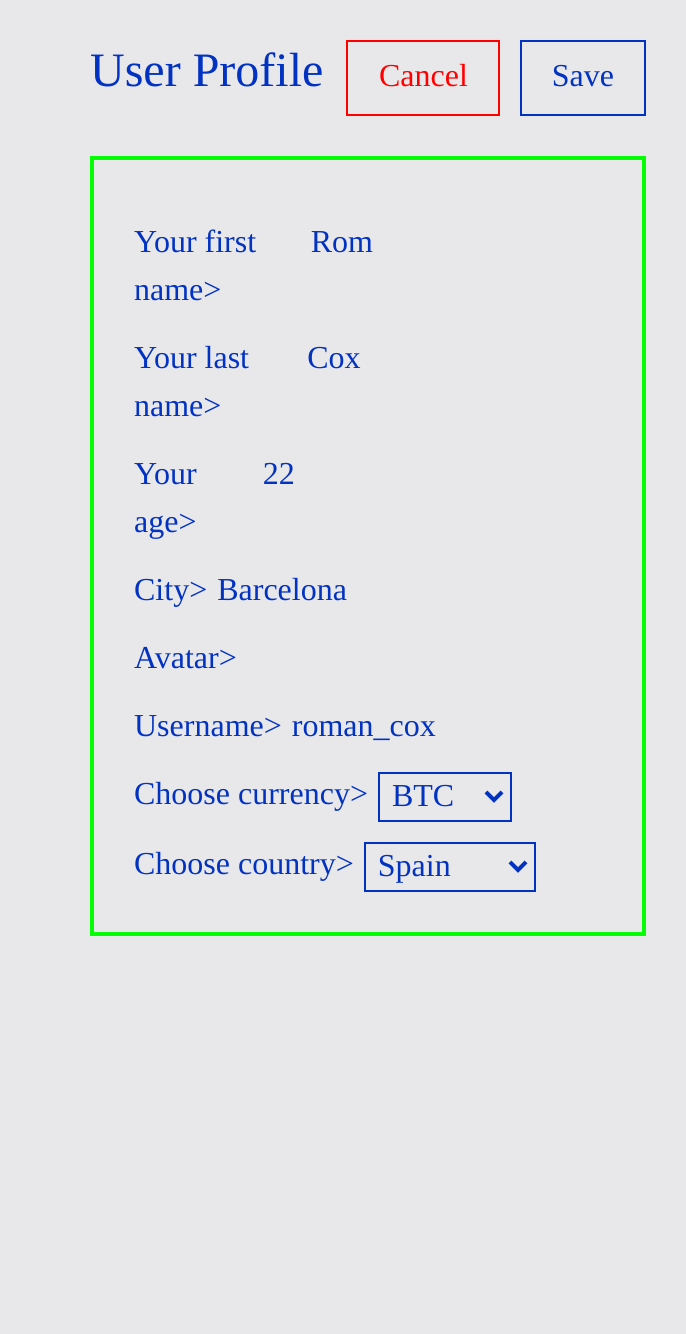 User Profile Cancel Save
Your first Rom
name>
Your last Cox
name>
Your 22
age>
City> Barcelona
Avatar>
Username> roman_cox
Choose currency> BTC
Choose country> Spain